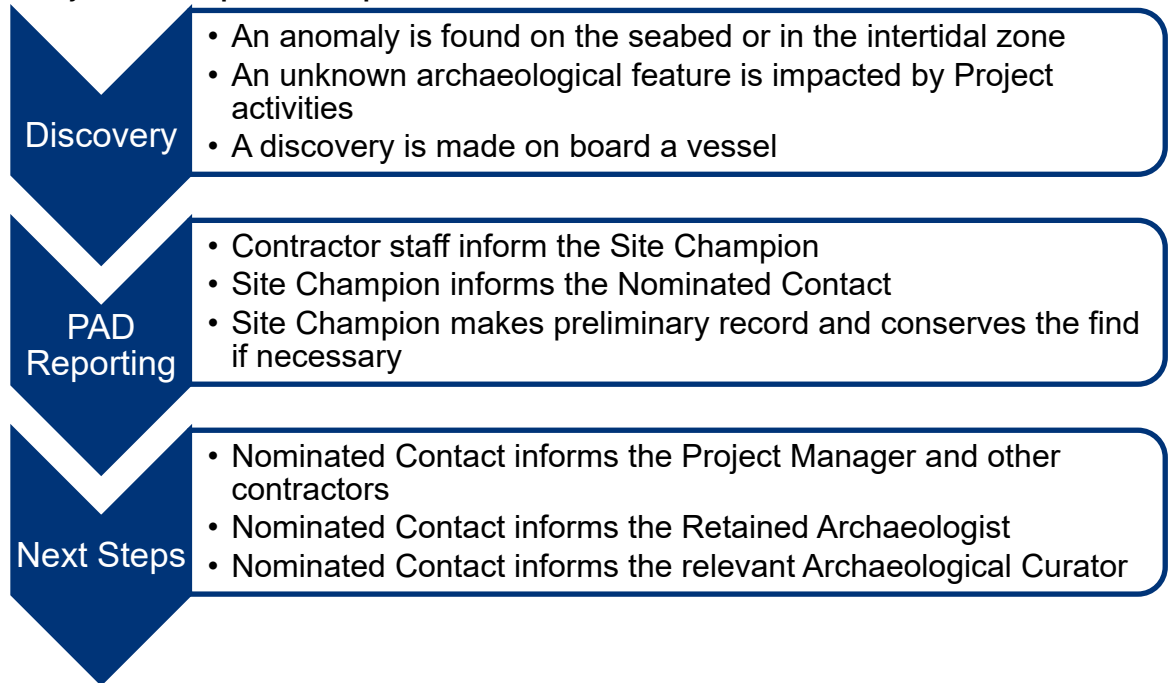 Discovery
• An anomaly is found on the seabed or in the intertidal zone
• An unknown archaeological feature is impacted by Project
activities
• A discovery is made on board a vessel
PAD
Reporting
• Contractor staff inform the Site Champion
• Site Champion informs the Nominated Contact
• Site Champion makes preliminary record and conserves the find
if necessary
Next Steps
• Nominated Contact informs the Project Manager and other
contractors
• Nominated Contact informs the Retained Archaeologist
• Nominated Contact informs the relevant Archaeological Curator